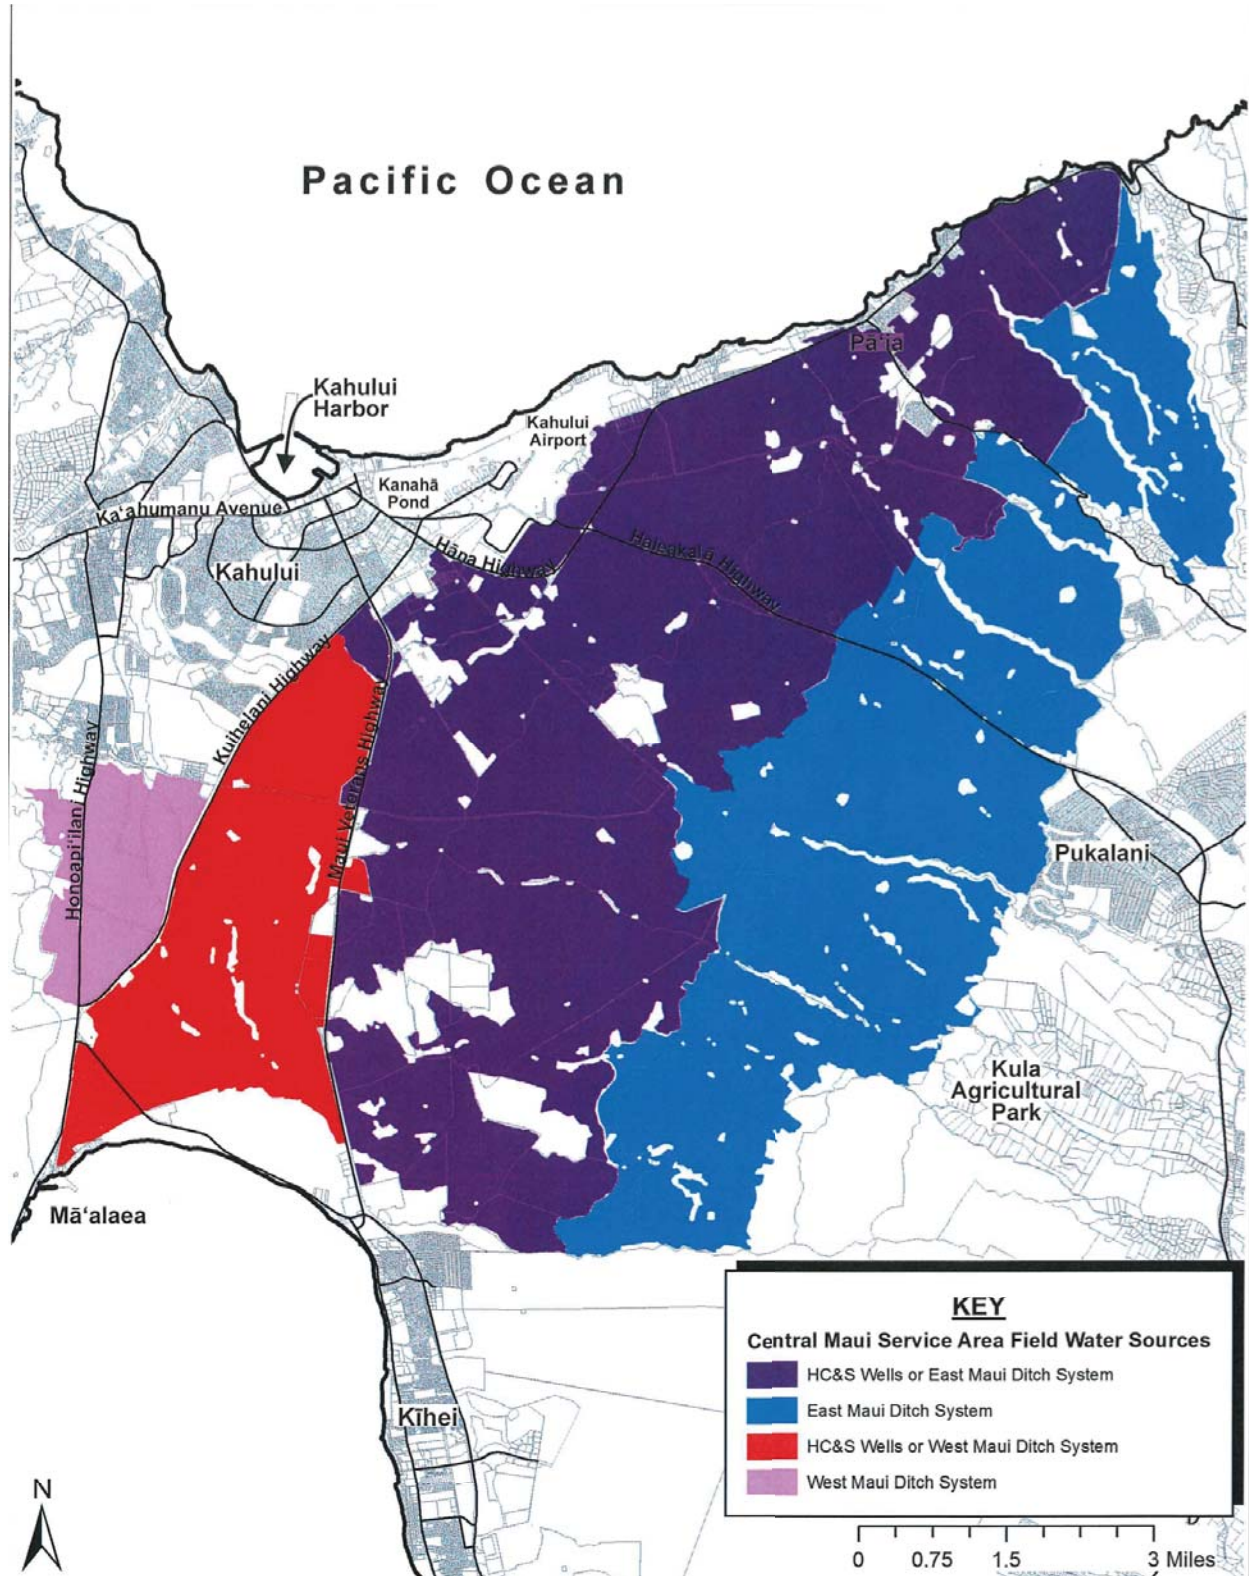 Pacific Ocean
Kahului
Harbor
Kahului
Airport
Pā'ia
Kanahā
Pond
Ka'ahumanu Avenue
Hāna Highway
Haleakalā Highway
Kahului
Kuihelani Highway
Maui Veterans Highway
Honoapi'ilani Highway
Pukalani
Kula
Agricultural
Park
Mā'alaea
Kīhei
KEY
Central Maui Service Area Field Water Sources
HC&S Wells or East Maui Ditch System
East Maui Ditch System
HC&S Wells or West Maui Ditch System
West Maui Ditch System
N
0 0.75 1.5 3 Miles